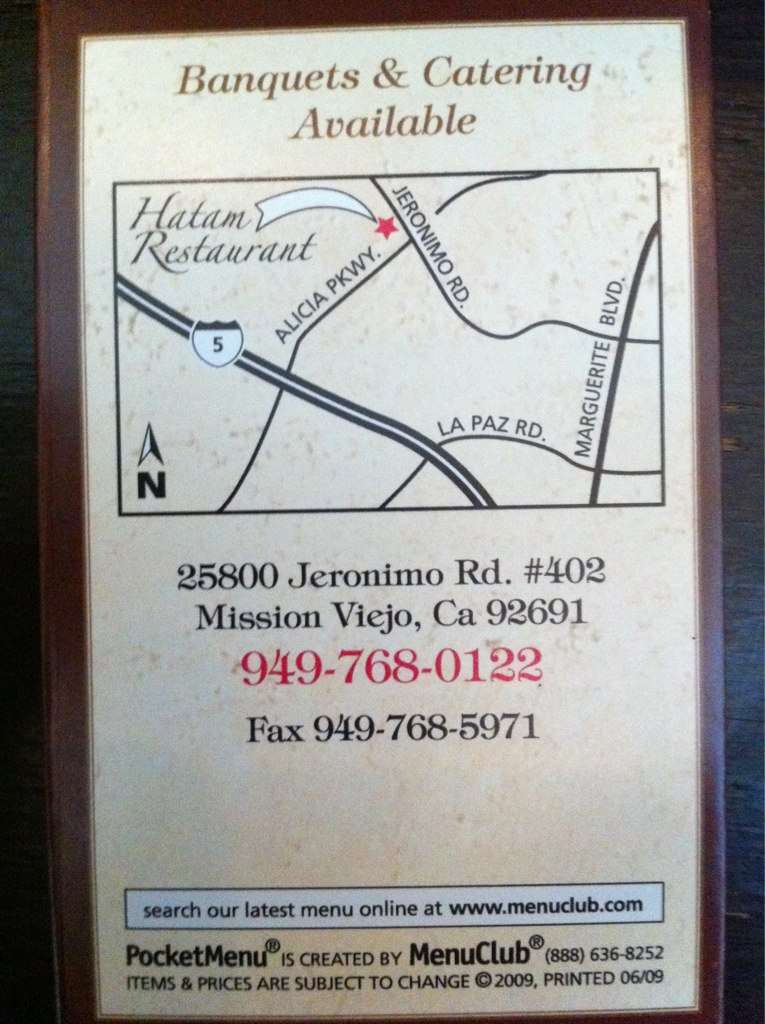 Banquets & Catering
Available
Hatam
Restaurant
JERONIMO RD.
ALICIA PKWY.
5
MARGUERITE BLVD.
LA PAZ RD.
N
25800 Jeronimo Rd. #402
Mission Viejo, Ca 92691
949-768-0122
Fax 949-768-5971
search our latest menu online at www.menuclub.com
PocketMenu® IS CREATED BY MenuClub® (888) 636-8252
ITEMS & PRICES ARE SUBJECT TO CHANGE © 2009, PRINTED 06/09